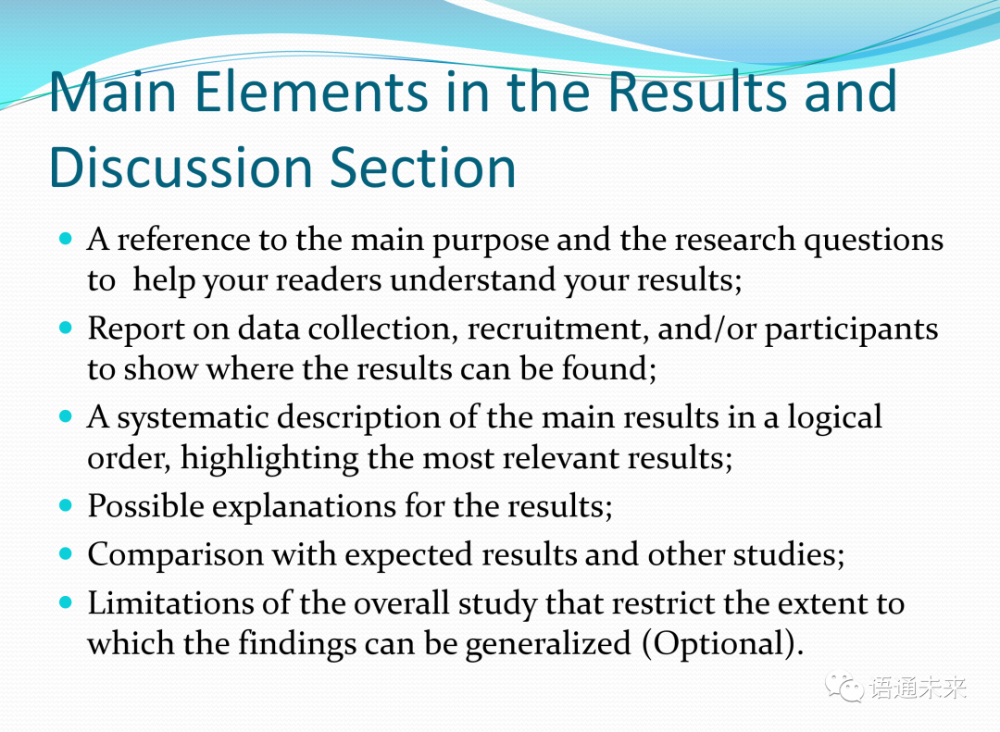 Main Elements in the Results and
Discussion Section
A reference to the main purpose and the research questions
to help your readers understand your results;
Report on data collection, recruitment, and/or participants
to show where the results can be found;
A systematic description of the main results in a logical
order, highlighting the most relevant results;
Possible explanations for the results;
Comparison with expected results and other studies;
Limitations of the overall study that restrict the extent to
which the findings can be generalized (Optional).
语通未来